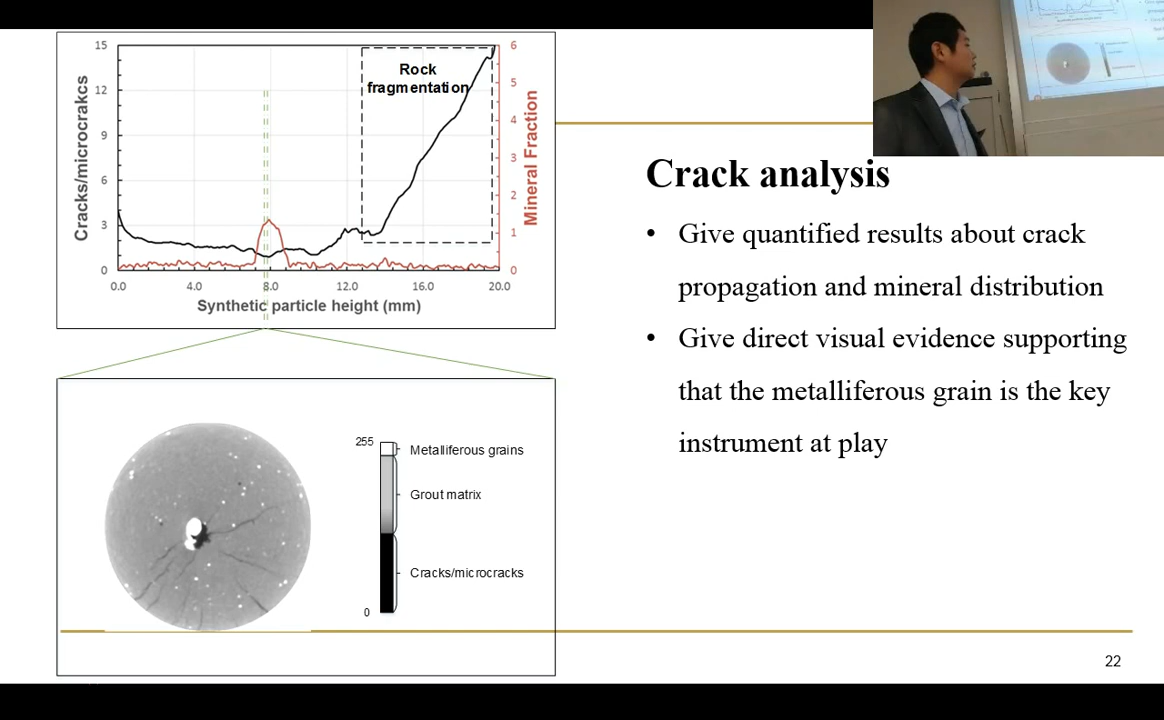 15
12
9
6
3
0
Cracks/microcrakcs
Rock
fragmentation
6
5
4
3
2
1
0
Mineral Fraction
0.0 4.0 8.0 12.0 16.0 20.0
Synthetic particle height (mm)
Crack analysis
• Give quantified results about crack
propagation and mineral distribution
• Give direct visual evidence supporting
that the metalliferous grain is the key
instrument at play
255
Metalliferous grains
Grout matrix
Cracks/microcracks
0
22